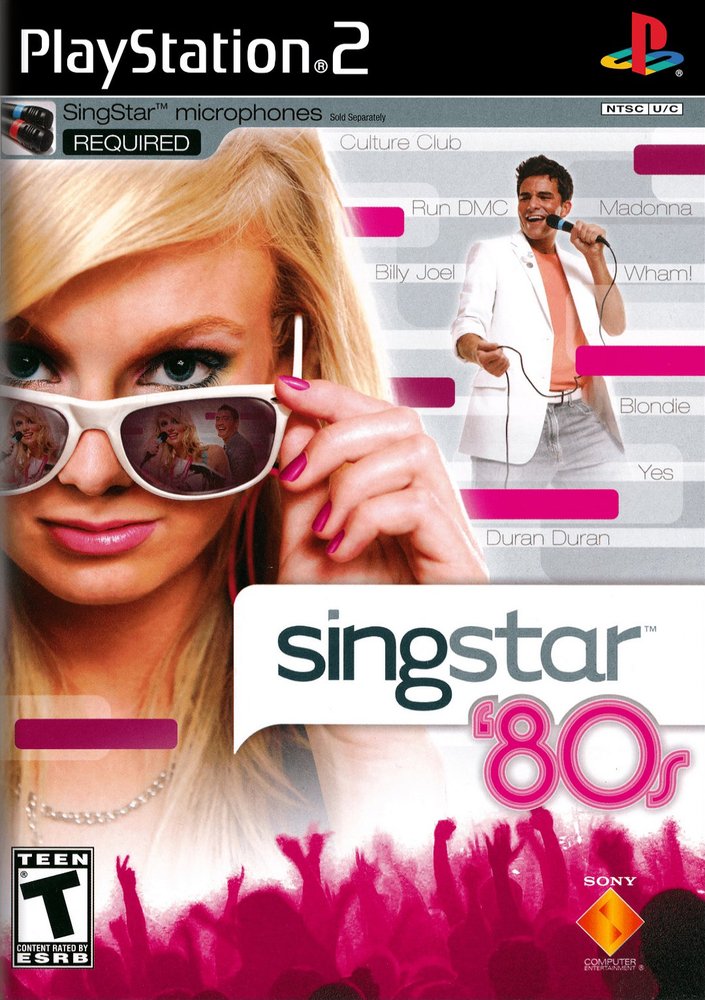 PlayStation®2
SingStar™ microphones Sold Separately
REQUIRED
NTSC U/C
Culture Club
Run DMC
Madonna
Billy Joel
Wham!
Blondie
Yes
Duran Duran
singstar™
'80s
TEEN
T
®
CONTENT RATED BY
ESRB
SONY
COMPUTER
ENTERTAINMENT®